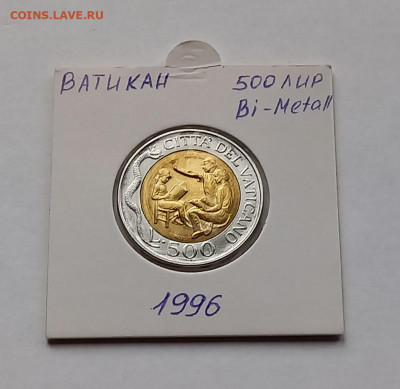 COINS.LAVE.RU
ВАТИКАН
500 ЛИР
Bi-Metall
CITTA' DEL VATICANO
L.500
1996